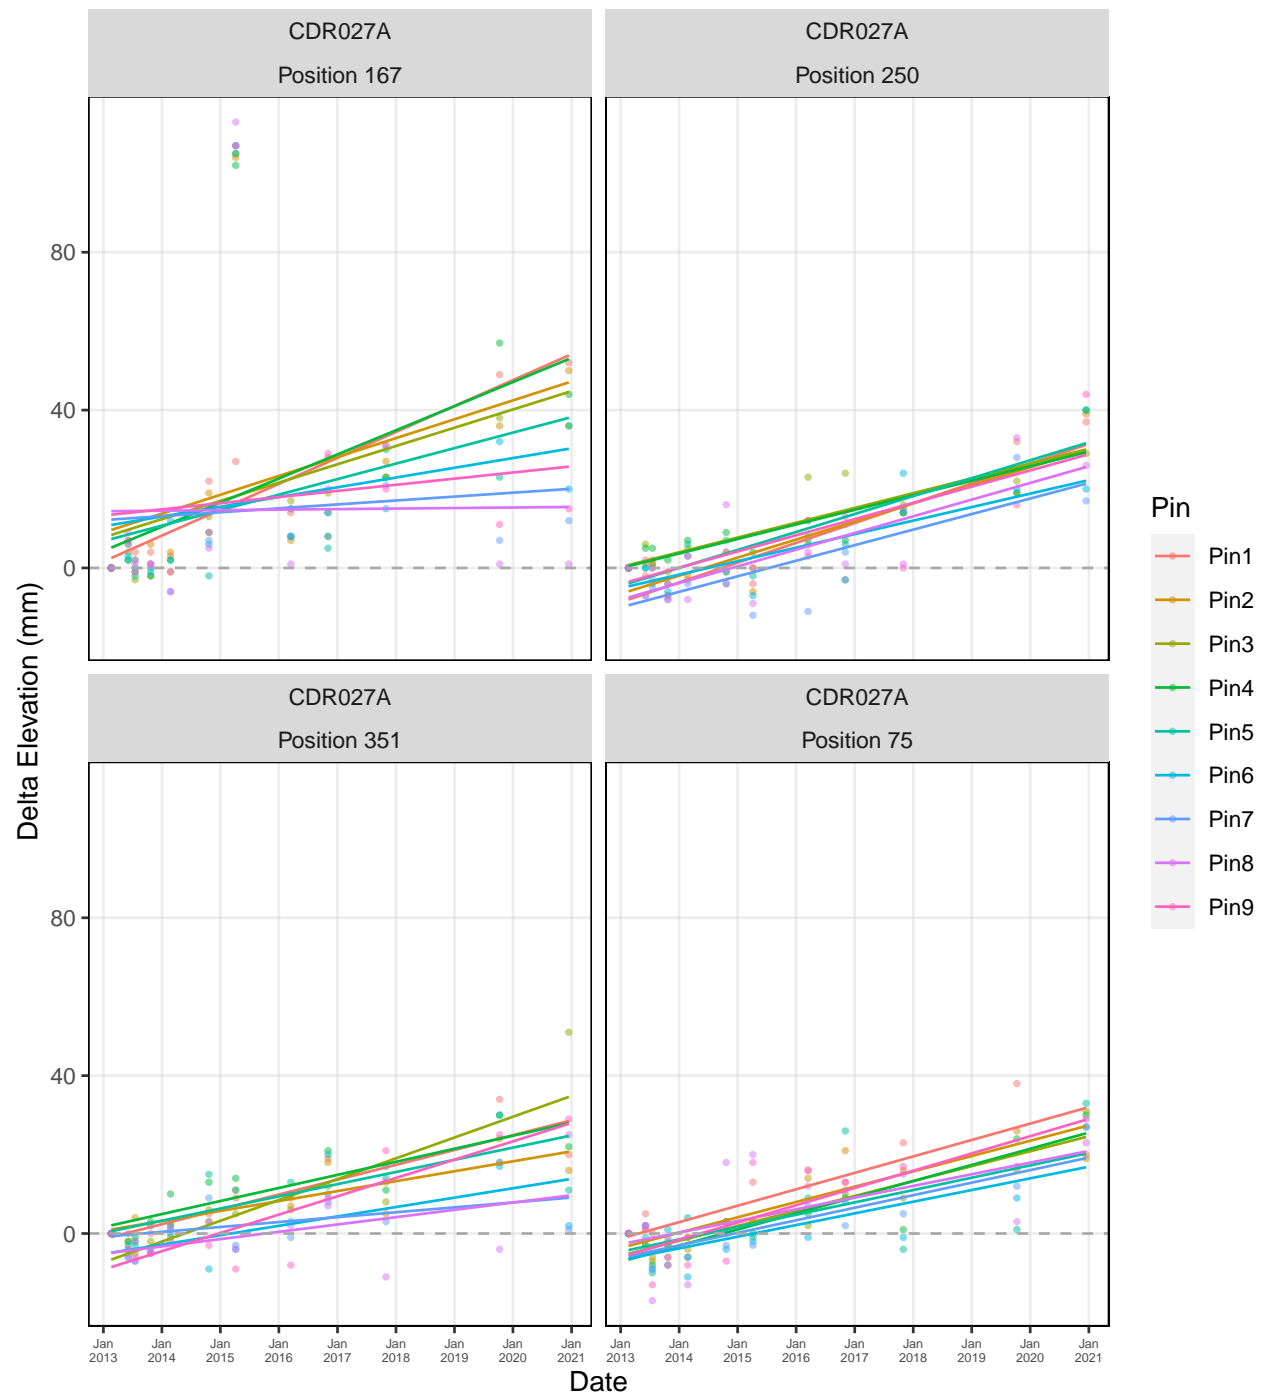 CDR027A
CDR027A
Position 167
Position 250
80
40
0
CDR027A
CDR027A
Position 351
Position 75
80
40
0
Delta Elevation (mm)
Jan Jan Jan Jan Jan Jan Jan Jan Jan
2013 2014 2015 2016 2017 2018 2019 2020 2021
Jan Jan Jan Jan Jan Jan Jan Jan Jan
2013 2014 2015 2016 2017 2018 2019 2020 2021
Date
Pin
Pin1
Pin2
Pin3
Pin4
Pin5
Pin6
Pin7
Pin8
Pin9